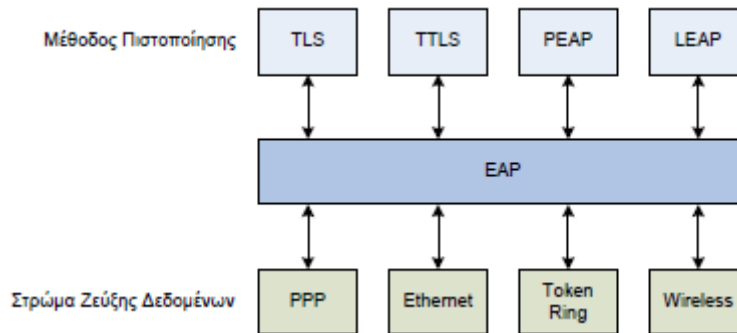 Μέθοδος Πιστοποίησης
TLS
TTLS
PEAP
LEAP
EAP
Στρώμα Ζεύξης Δεδομένων
PPP
Ethernet
Token
Ring
Wireless